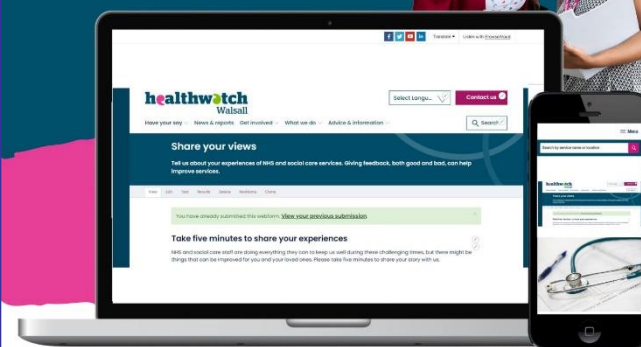 Translate Listen with BrowseAloud
healthwatch
Walsall
Select Langu... Contact us
Have your say News & reports Get involved What we do Advice & information Search
Share your views
Tell us about your experiences of NHS and social care services. Giving feedback, both good and bad, can help
improve services.
View Edit Test Results
You have already submitted this webform. View your previous submission.
Take five minutes to share your experiences
NHS and social care staff are doing everything they can to keep us well during these challenging times, but there might be
things that can be improved for you and your loved ones. Please take five minutes to share your story with us.
Menu
Search by service name or location
healthwatch
Share your views